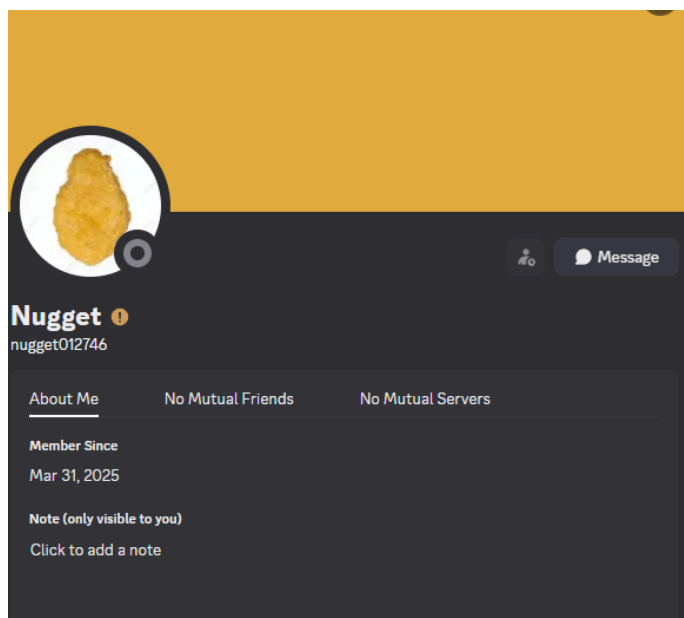 Message
Nugget
nugget012746
About Me No Mutual Friends No Mutual Servers
Member Since
Mar 31, 2025
Note (only visible to you)
Click to add a note